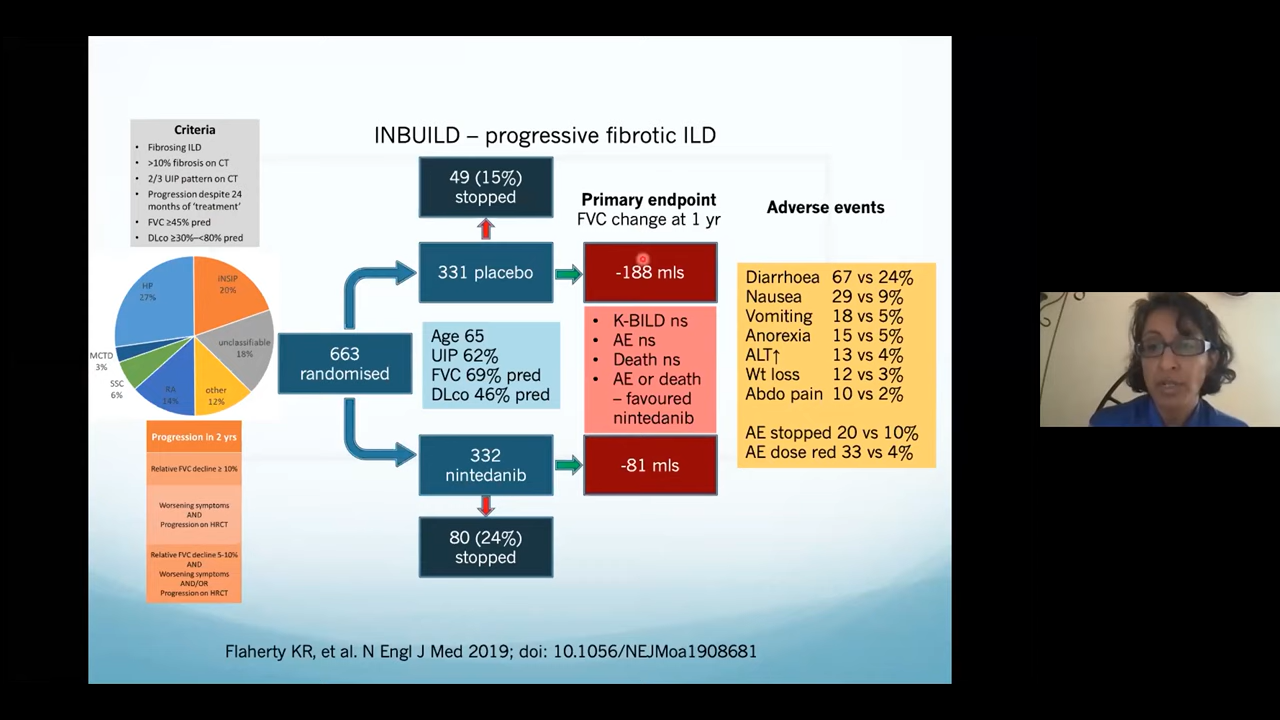 INBUILD – progressive fibrotic ILD
Criteria
• Fibrosing ILD
• >10% fibrosis on CT
• 2/3 UIP pattern on CT
• Progression despite 24
months of 'treatment'
• FVC ≥45% pred
• DLco ≥30%–<80% pred
HP
27%
iNSIP
20%
unclassifiable
18%
other
12%
RA
14%
SSC
6%
MCTD
3%
Progression in 2 yrs
Relative FVC decline ≥ 10%
Worsening symptoms
AND
Progression on HRCT
Relative FVC decline 5-10%
AND
Worsening symptoms
AND/OR
Progression on HRCT
663
randomised
49 (15%)
stopped
331 placebo
Age 65
UIP 62%
FVC 69% pred
DLco 46% pred
332
nintedanib
80 (24%)
stopped
Primary endpoint
FVC change at 1 yr
-188 mls
• K-BILD ns
• AE ns
• Death ns
• AE or death
– favoured
nintedanib
-81 mls
Adverse events
Diarrhoea 67 vs 24%
Nausea 29 vs 9%
Vomiting 18 vs 5%
Anorexia 15 vs 5%
ALT↑ 13 vs 4%
Wt loss 12 vs 3%
Abdo pain 10 vs 2%
AE stopped 20 vs 10%
AE dose red 33 vs 4%
Flaherty KR, et al. N Engl J Med 2019; doi: 10.1056/NEJMoa1908681